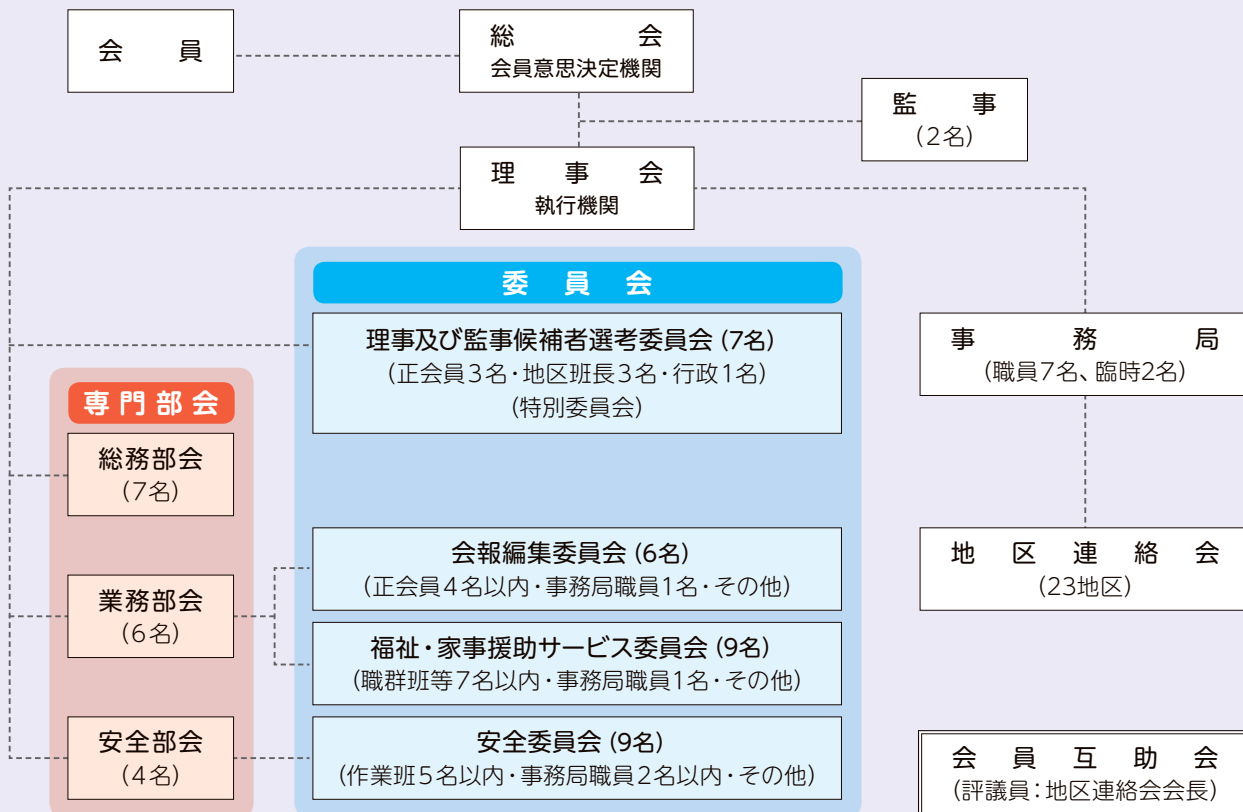 会員
総会
会員意思決定機関
監事
(2名)
理事会
執行機関
委員会
理事及び監事候補者選考委員会(7名)
(正会員3名・地区班長3名・行政1名)
(特別委員会)
事務局
(職員7名、臨時2名)
専門部会
総務部会
(7名)
会報編集委員会(6名)
(正会員4名以内・事務局職員1名・その他)
地区連絡会
(23地区)
業務部会
(6名)
福祉・家事援助サービス委員会(9名)
(職群班等7名以内・事務局職員1名・その他)
安全部会
(4名)
安全委員会(9名)
(作業班5名以内・事務局職員2名以内・その他)
会員互助会
(評議員:地区連絡会会長)